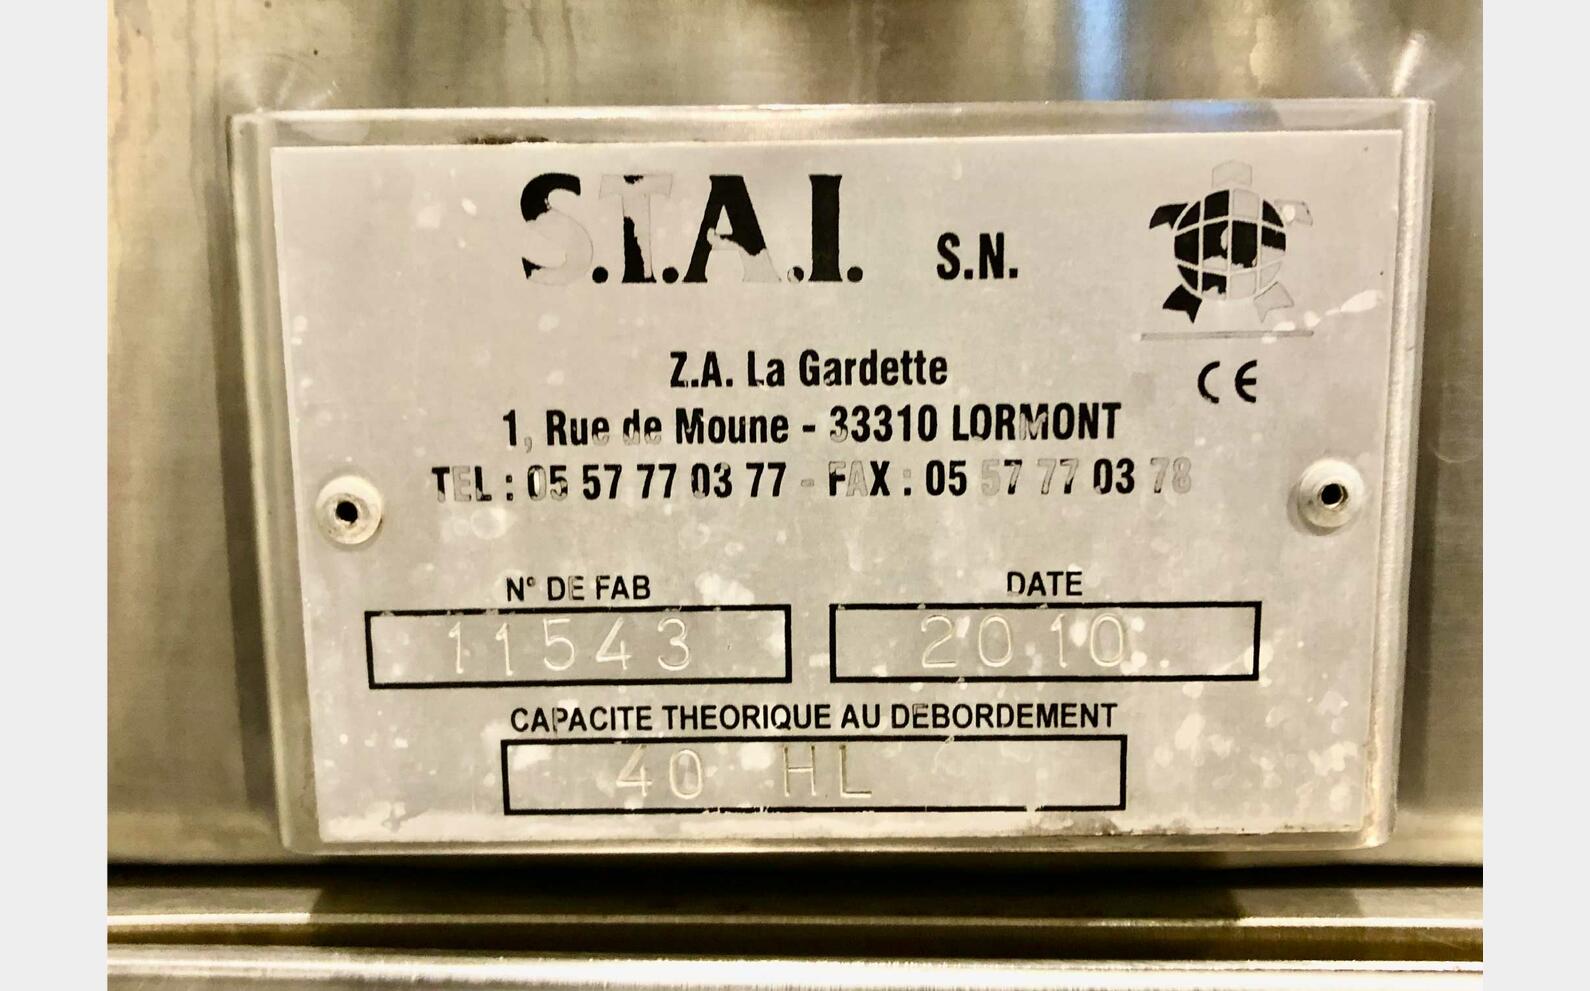 S.T.A.I. S.N.
Z.A. La Gardette
CE
1, Rue de Moune - 33310 LORMONT
TEL : 05 57 77 03 77 - FAX : 05 57 77 03 78
N° DE FAB
DATE
11543
2010
CAPACITE THEORIQUE AU DEBORDEMENT
40 HL